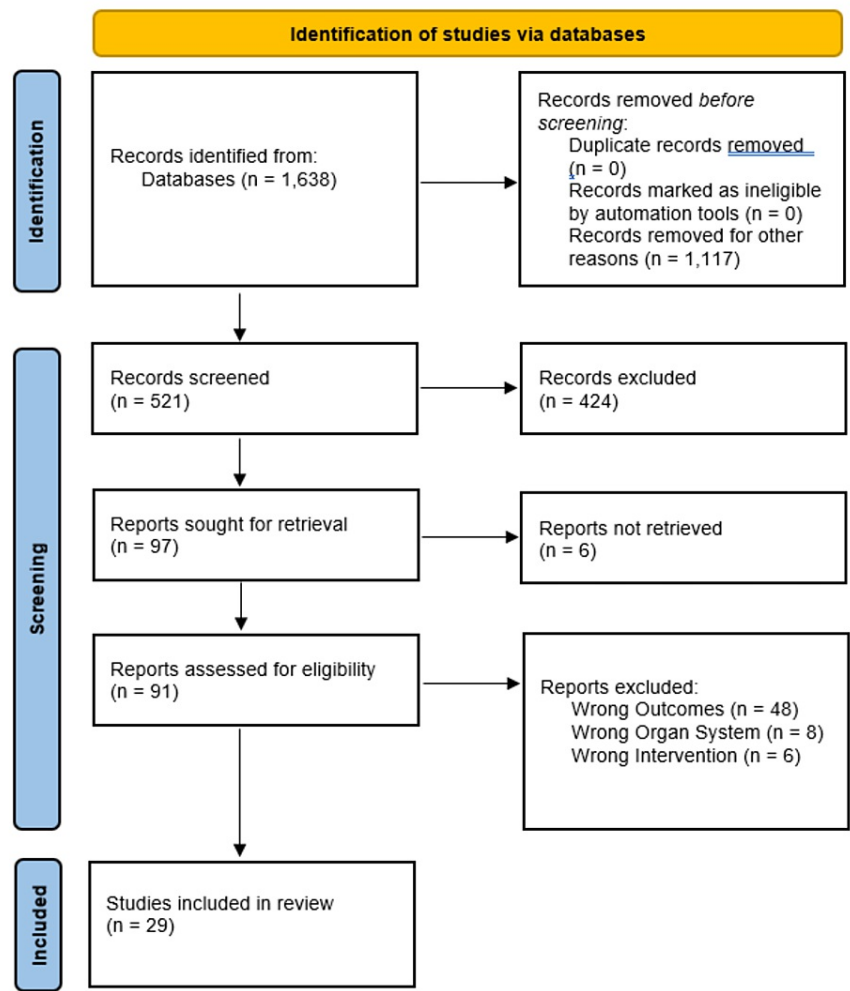 Identification of studies via databases
Identification
Records identified from:
Databases (n = 1,638)
Records removed before
screening:
Duplicate records removed
(n = 0)
Records marked as ineligible
by automation tools (n = 0)
Records removed for other
reasons (n = 1,117)
Screening
Records screened
(n = 521)
Records excluded
(n = 424)
Reports sought for retrieval
(n = 97)
Reports not retrieved
(n = 6)
Reports assessed for eligibility
(n = 91)
Reports excluded:
Wrong Outcomes (n = 48)
Wrong Organ System (n = 8)
Wrong Intervention (n = 6)
Included
Studies included in review
(n = 29)